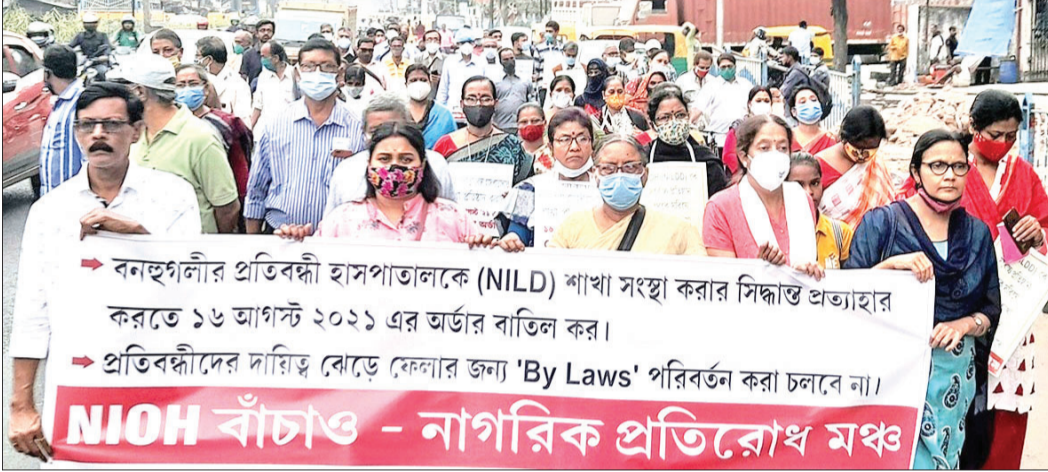 ➡ বনহুগলীর প্রতিবন্ধী হাসপাতালকে (NILD) শাখা সংস্থা করার সিদ্ধান্ত প্রত্যাহার
করতে ১৬ আগস্ট ২০২১ এর অর্ডার বাতিল কর।
➡ প্রতিবন্ধীদের দায়িত্ব ঝেড়ে ফেলার জন্য 'By Laws' পরিবর্তন করা চলবে না।
NIOH বাঁচাও - নাগরিক প্রতিরোধ মঞ্চ